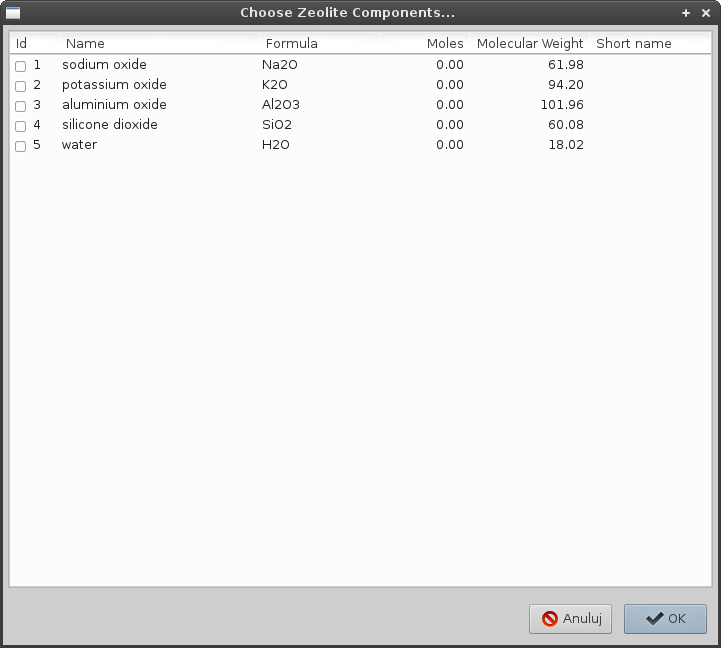 Choose Zeolite Components...
Id Name Formula Moles Molecular Weight Short name
1 sodium oxide Na2O 0.00 61.98
2 potassium oxide K2O 0.00 94.20
3 aluminium oxide Al2O3 0.00 101.96
4 silicone dioxide SiO2 0.00 60.08
5 water H2O 0.00 18.02
Anuluj OK